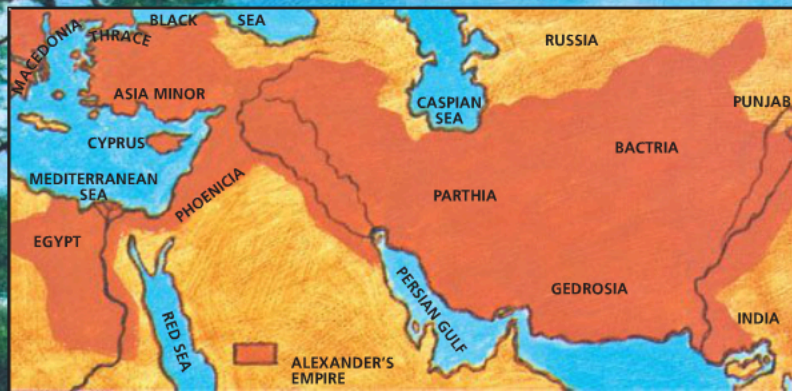 BLACK SEA
THRACE
MACEDONIA
RUSSIA
ASIA MINOR
CASPIAN
SEA
PUNJAB
CYPRUS
BACTRIA
MEDITERRANEAN
SEA
PHOENICIA
PARTHIA
EGYPT
PERSIAN GULF
GEDROSIA
RED SEA
INDIA
ALEXANDER'S
EMPIRE